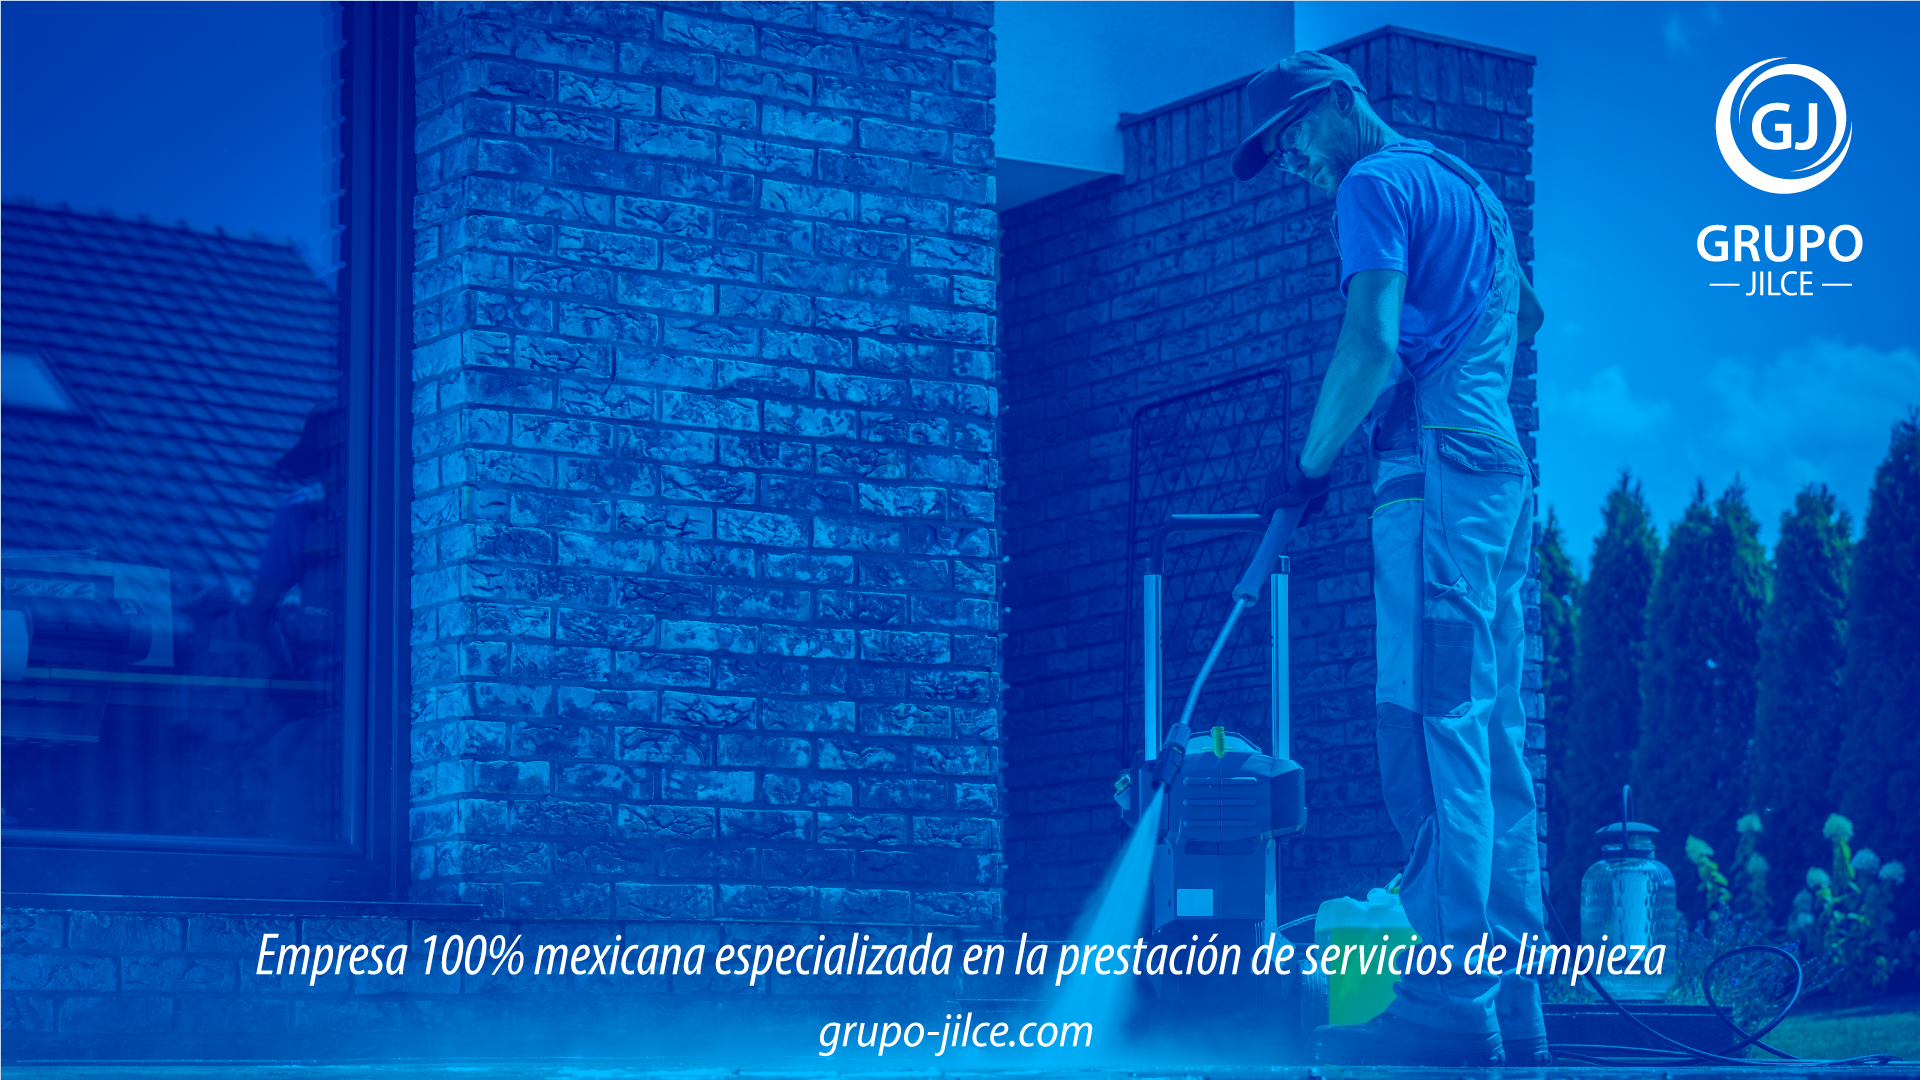 GJ
GRUPO
JILCE
Empresa 100% mexicana especializada en la prestación de servicios de limpieza
grupo-jilce.com